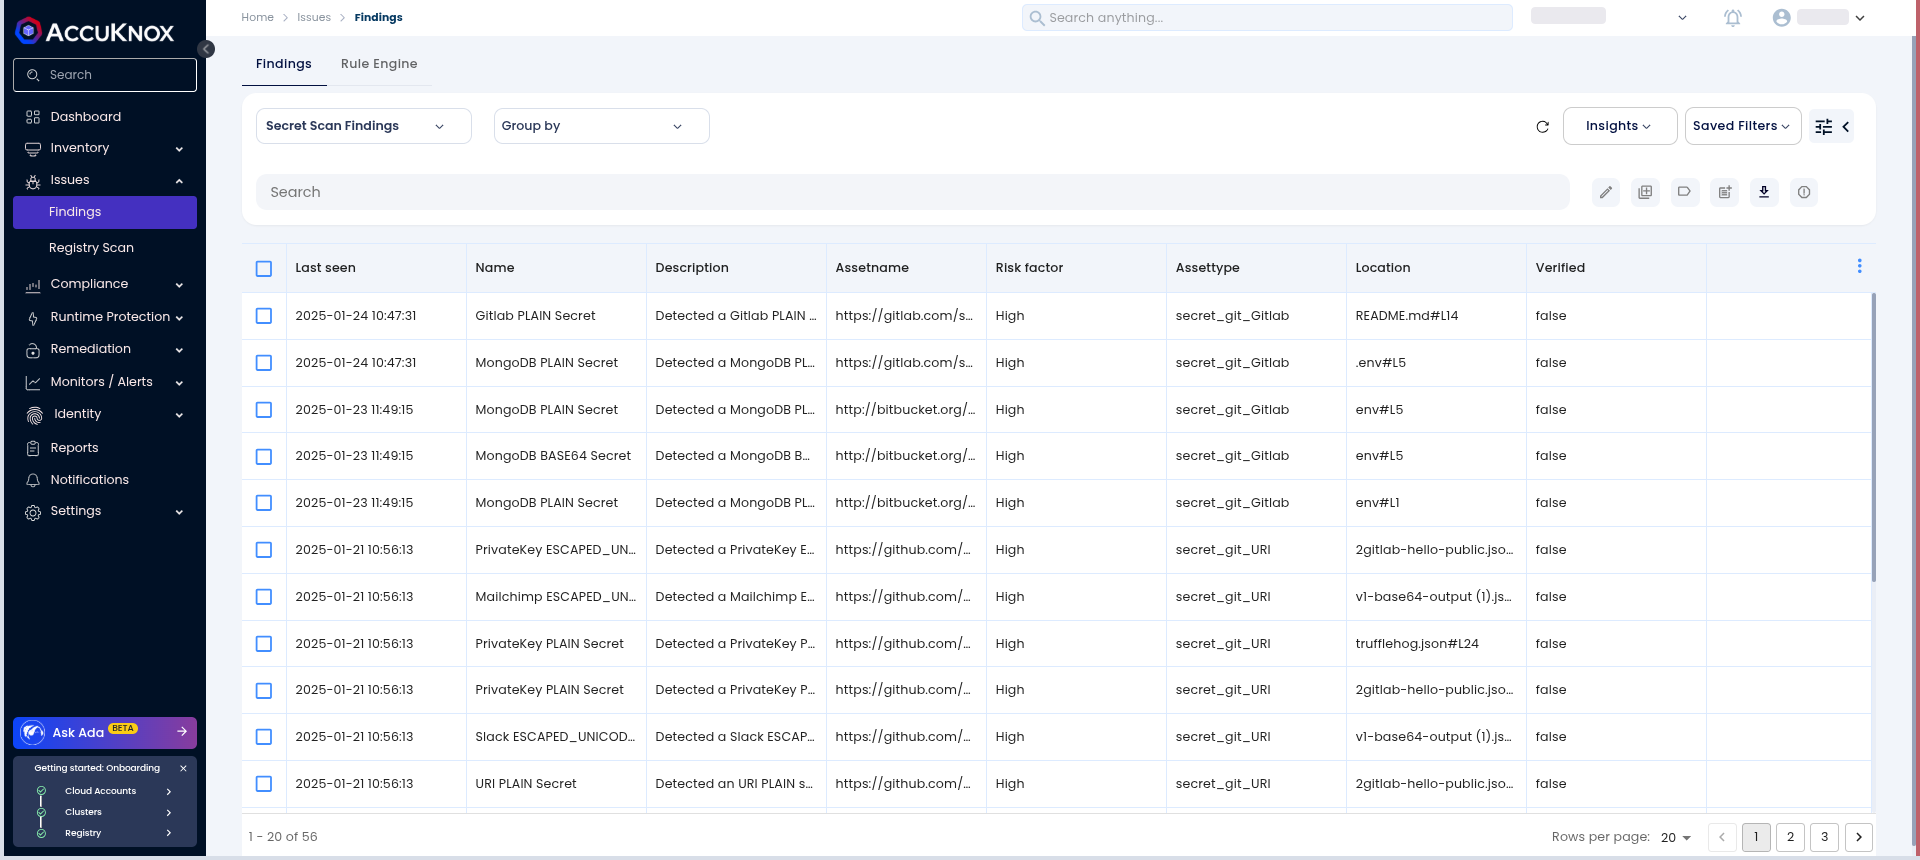 Home > Issues > Findings
Search anything...
ACCUKNOX
Search
Dashboard
Inventory
Issues
Findings
Registry Scan
Compliance
Runtime Protection
Remediation
Monitors / Alerts
Identity
Reports
Notifications
Settings
Ask Ada BETA
Getting started: Onboarding
Cloud Accounts
Clusters
Registry
Findings Rule Engine
Secret Scan Findings Group by Insights Saved Filters
Search
Last seen Name Description Assetname Risk factor Assettype Location Verified
2025-01-24 10:47:31 Gitlab PLAIN Secret Detected a Gitlab PLAIN ... https://gitlab.com/s... High secret_git_Gitlab README.md#L14 false
2025-01-24 10:47:31 MongoDB PLAIN Secret Detected a MongoDB PL... https://gitlab.com/s... High secret_git_Gitlab .env#L5 false
2025-01-23 11:49:15 MongoDB PLAIN Secret Detected a MongoDB PL... http://bitbucket.org/... High secret_git_Gitlab env#L5 false
2025-01-23 11:49:15 MongoDB BASE64 Secret Detected a MongoDB B... http://bitbucket.org/... High secret_git_Gitlab env#L5 false
2025-01-23 11:49:15 MongoDB PLAIN Secret Detected a MongoDB PL... http://bitbucket.org/... High secret_git_Gitlab env#L1 false
2025-01-21 10:56:13 PrivateKey ESCAPED_UN... Detected a PrivateKey E... https://github.com/... High secret_git_URI 2gitlab-hello-public.jso... false
2025-01-21 10:56:13 Mailchimp ESCAPED_UN... Detected a Mailchimp E... https://github.com/... High secret_git_URI v1-base64-output (1).js... false
2025-01-21 10:56:13 PrivateKey PLAIN Secret Detected a PrivateKey P... https://github.com/... High secret_git_URI trufflehog.json#L24 false
2025-01-21 10:56:13 PrivateKey PLAIN Secret Detected a PrivateKey P... https://github.com/... High secret_git_URI 2gitlab-hello-public.jso... false
2025-01-21 10:56:13 Slack ESCAPED_UNICOD... Detected a Slack ESCAP... https://github.com/... High secret_git_URI v1-base64-output (1).js... false
2025-01-21 10:56:13 URI PLAIN Secret Detected an URI PLAIN s... https://github.com/... High secret_git_URI 2gitlab-hello-public.jso... false
1 - 20 of 56 Rows per page: 20 1 2 3